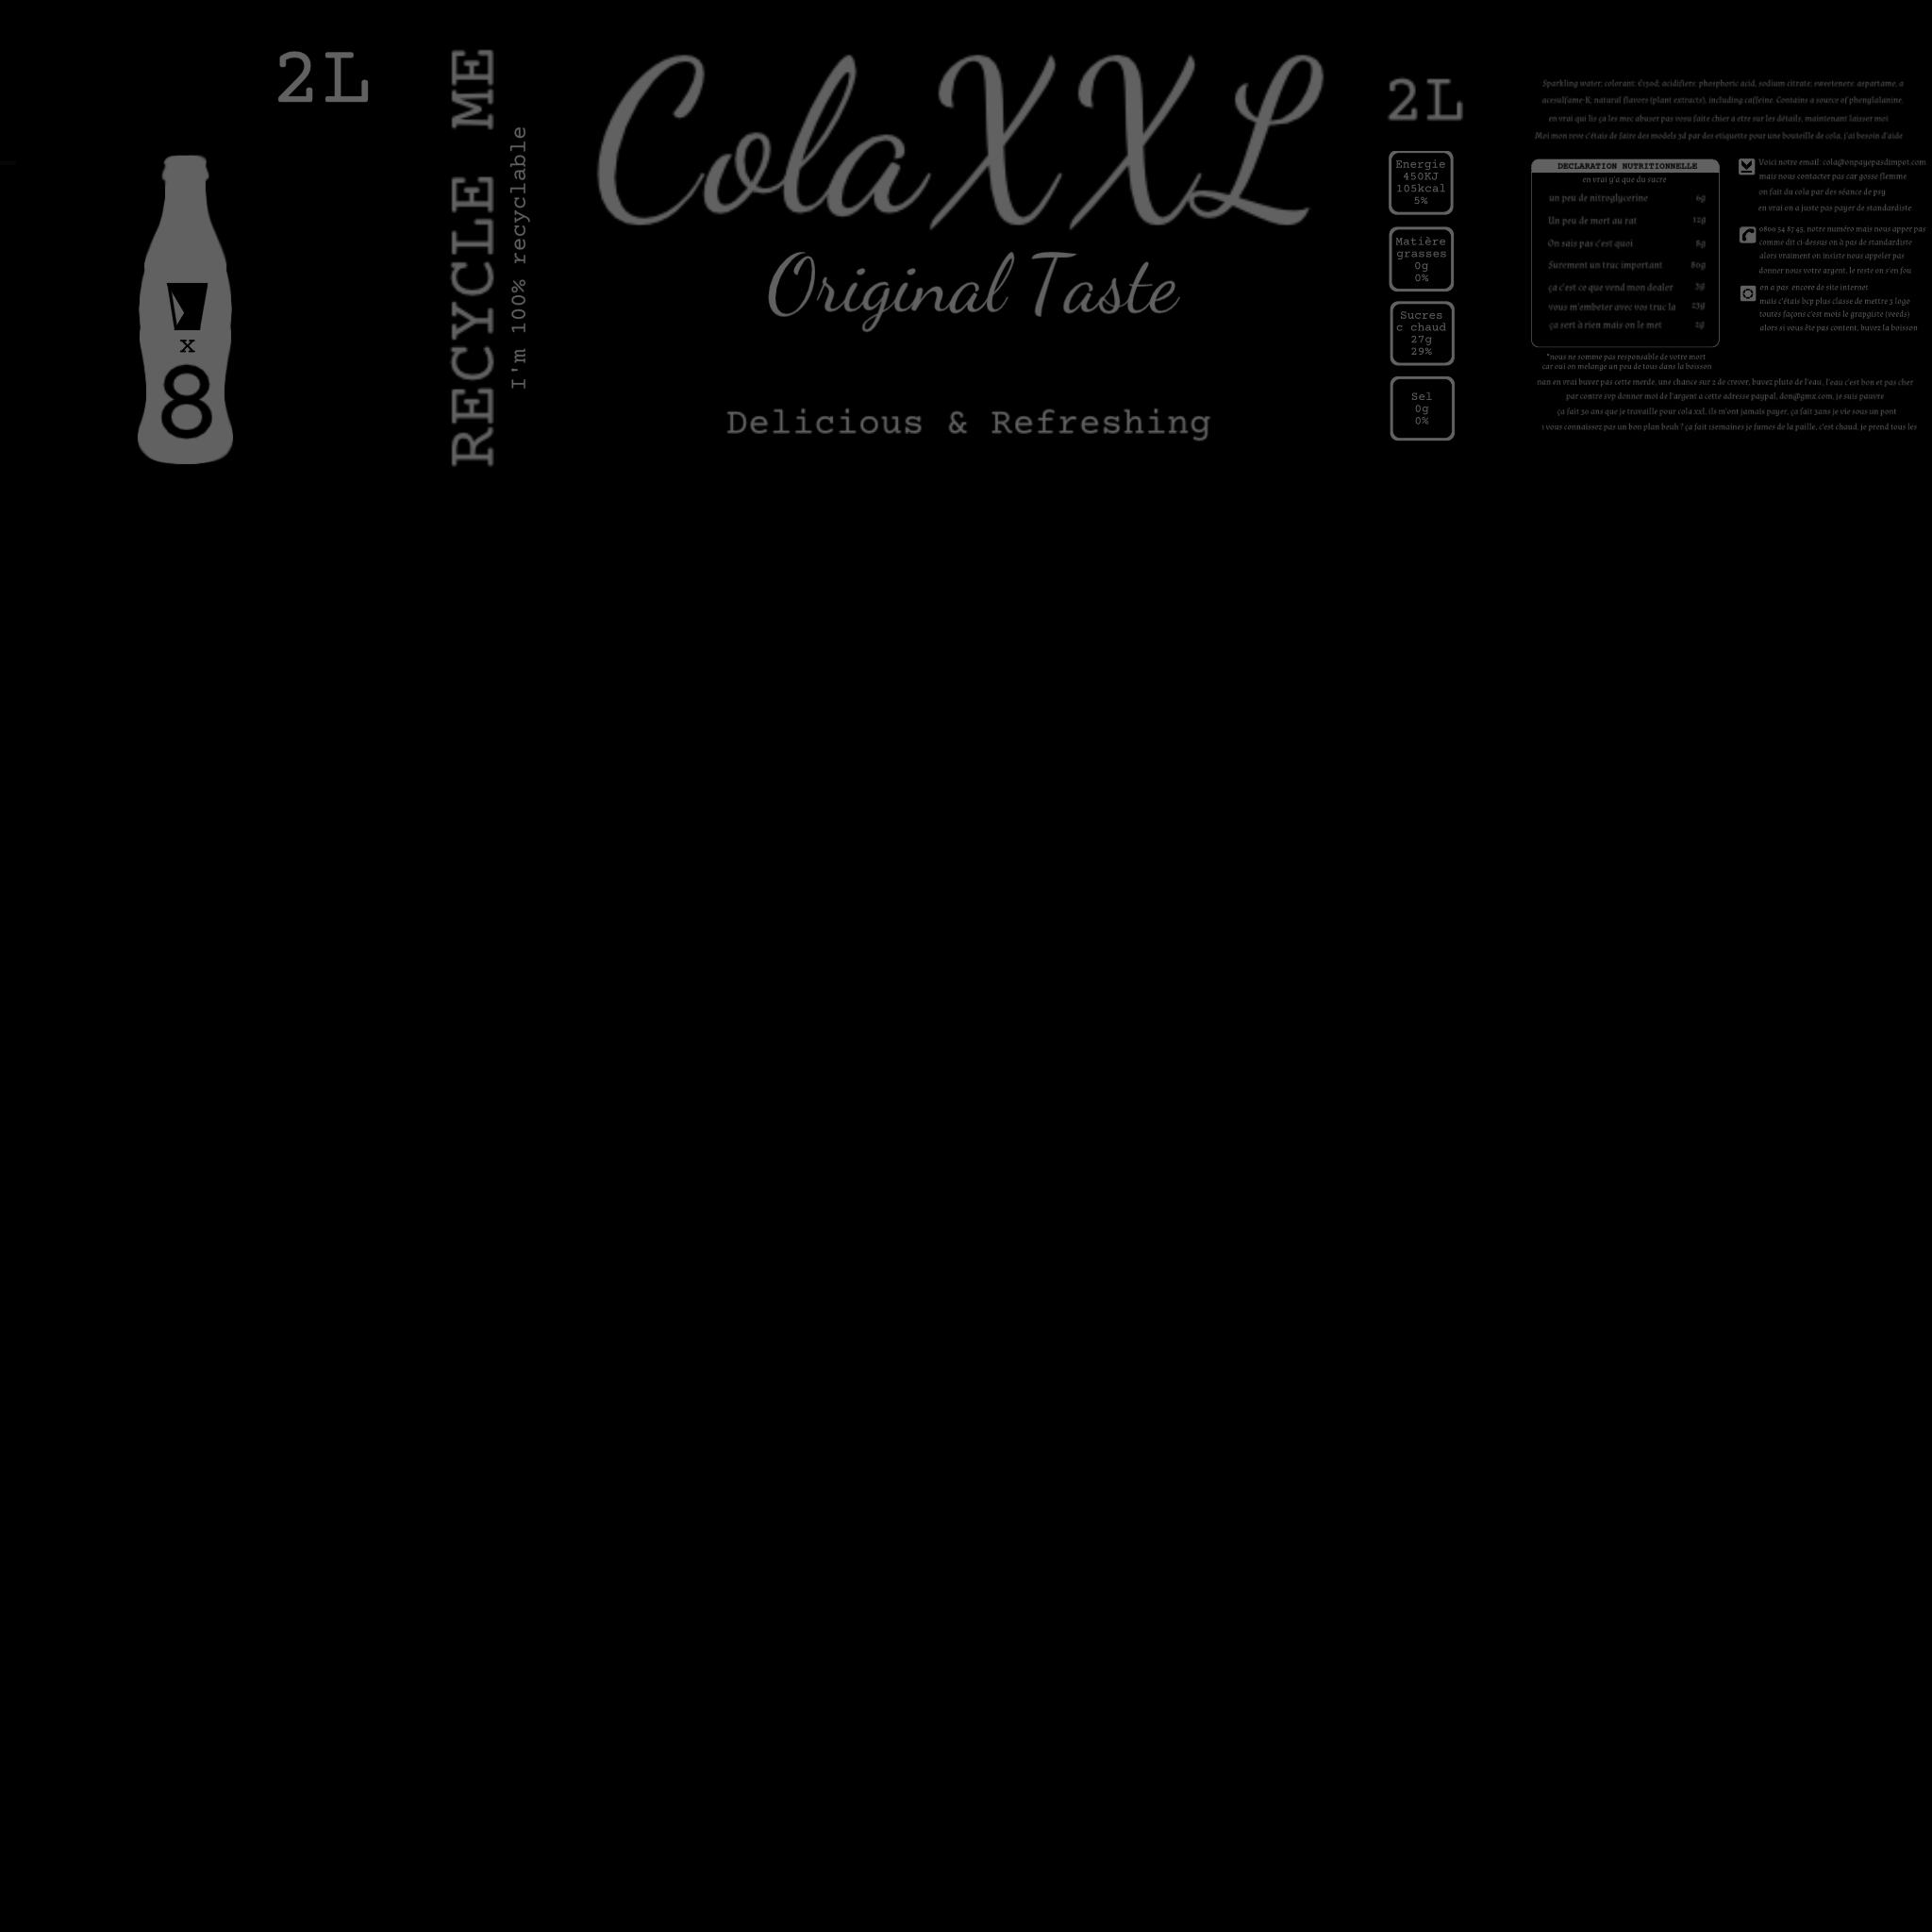 2L
x
8
RECYCLE ME
I'm 100% recyclable
Cola XXL
Original Taste
Delicious & Refreshing
2L
Energie
450KJ
105kcal
5%
Matière
grasses
0g
0%
Sucres
c chaud
27g
29%
Sel
0g
0%
Sparkling water, colorant: E150d; acidifiers: phosphoric acid, sodium citrate; sweeteners: aspartame, a
acesulfame-K; natural flavors (plant extracts), including caffeine. Contains a source of phenylalanine.
en vrai qui lis ça les mec abuser pas vous faite chier a etre sur les détails, maintenant laisser moi
Moi mon reve c'étais de faire des models 3d par des etiquette pour une bouteille de cola, j'ai besoin d'aide
DECLARATION NUTRITIONNELLE
en vrai y'a que du sucre
un peu de nitroglycerine 6g
Un peu de mort au rat 12g
On sais pas c'est quoi 8g
Surement un truc important 80g
ça c'est ce que vend mon dealer 3g
vous m'embeter avec vos truc la 23g
ça sert à rien mais on le met 2g
*nous ne somme pas responsable de votre mort
car oui on mélange un peu de tous dans la boisson
Voici notre email: cola@onpayepasdimpot.com
mais nous contacter pas car gosse flemme
on fait du cola par des séance de psy
en vrai on a juste pas payer de standardiste
0800 54 87 45, notre numéro mais nous apper pas
comme dit ci-dessus on à pas de standardiste
alors vraiment on insiste nous appeler pas
donner nous votre argent, le reste on s'en fou
on a pas encore de site internet
mais c'étais bcp plus classe de mettre 3 logo
toutes façons c'est mois le grapgiste (weeds)
alors si vous ête pas content, buvez la boisson
nan en vrai buver pas cette merde, une chance sur 2 de crever, buvez pluto de l'eau, l'eau c'est bon et pas cher
par contre svp donner moi de l'argent a cette adresse paypal, don@gmx.com, je suis pauvre
ça fait 50 ans que je travaille pour cola xxl, ils m'ont jamais payer, ça fait 3ans je vie sous un pont
vous connaissez pas un bon plan beuh ? ça fait 1semaines je fumes de la paille, c'est chaud, je prend tous les